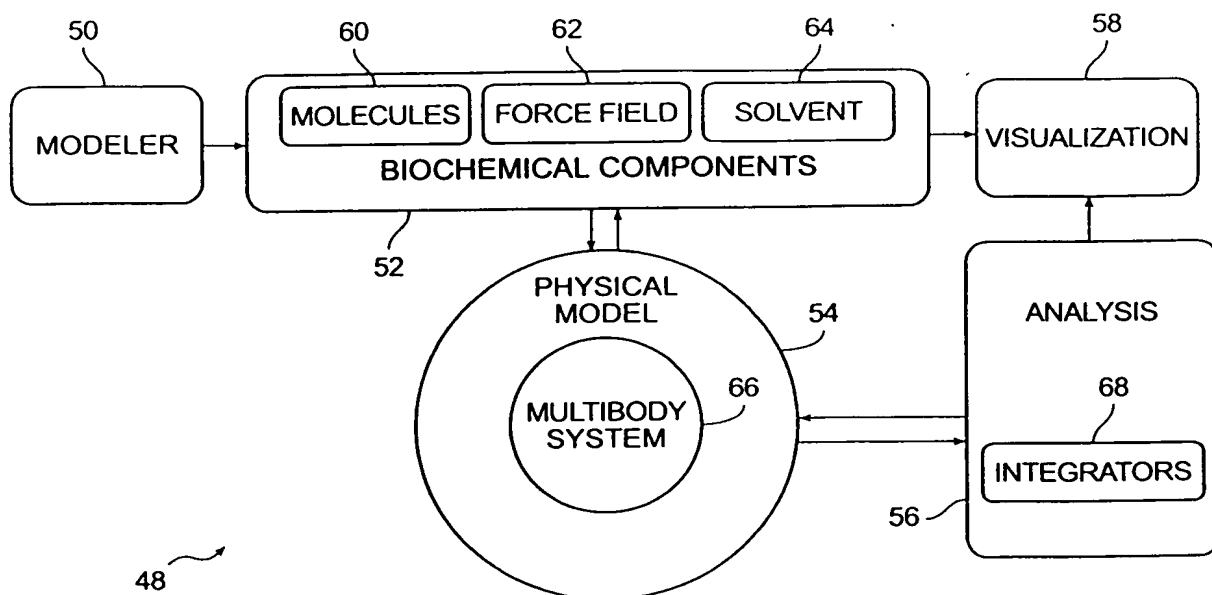 50
60
62
64
58
MODELER
MOLECULES
FORCE FIELD
SOLVENT
BIOCHEMICAL COMPONENTS
VISUALIZATION
52
PHYSICAL
MODEL
54
ANALYSIS
MULTIBODY
SYSTEM
66
68
INTEGRATORS
56
48